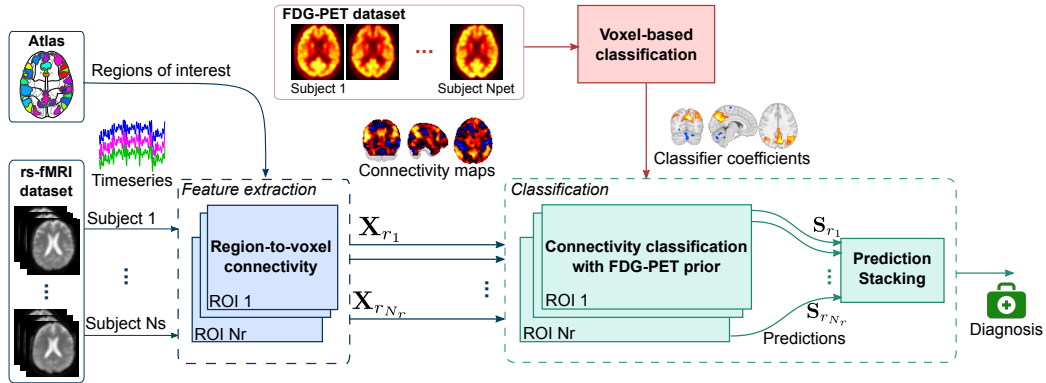 FDG-PET dataset
Subject 1
...
Subject Npet
Voxel-based
classification
Atlas
Regions of interest
Timeseries
Connectivity maps
Classifier coefficients
rs-fMRI
dataset
Subject 1
Subject Ns
Feature extraction
Region-to-voxel
connectivity
ROI 1
ROI Nr
X_{r_1}
X_{r_{N_r}}
Classification
Connectivity classification
with FDG-PET prior
ROI 1
ROI Nr
S_{r_1}
S_{r_{N_r}}
Predictions
Prediction
Stacking
Diagnosis